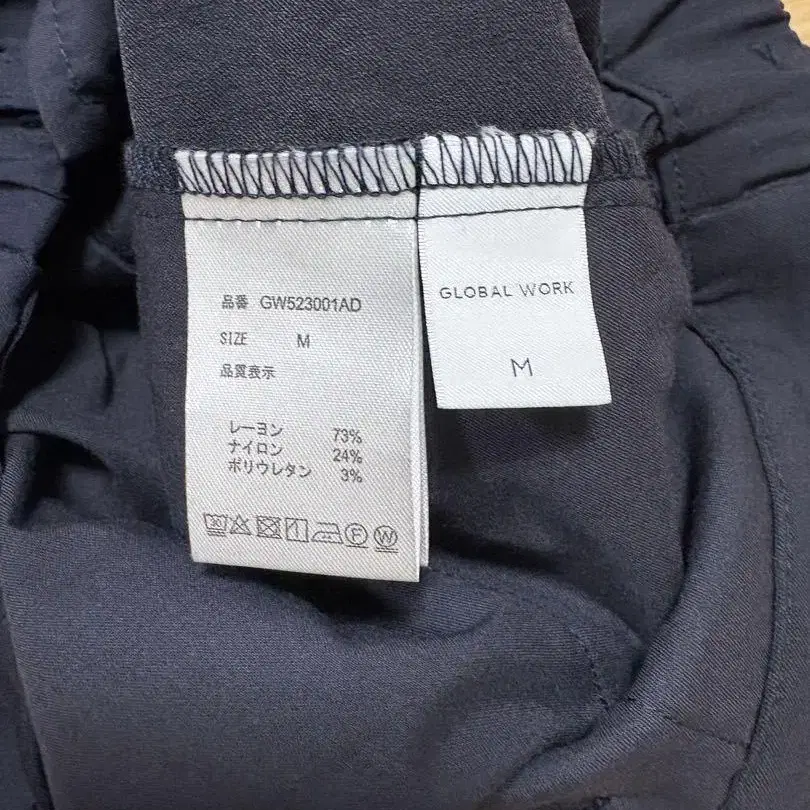 品番 GW523001AD
SIZE M
品質表示
レーヨン 73%
ナイロン 24%
ポリウレタン 3%
30 F W
GLOBAL WORK
M